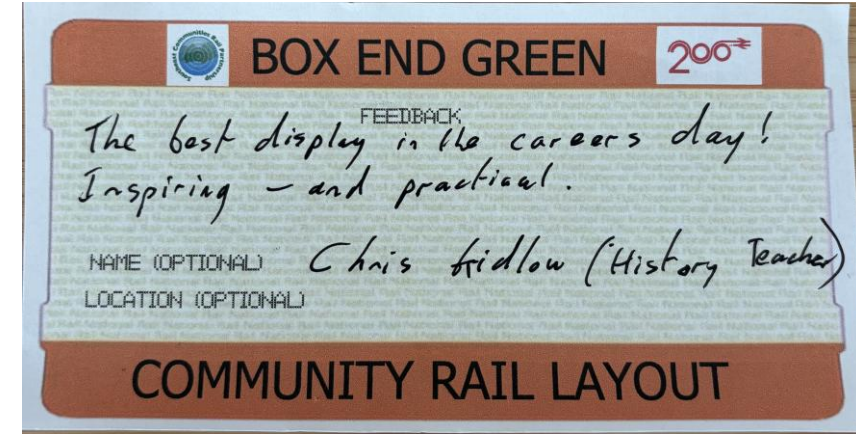 BOX END GREEN
200
FEEDBACK
The best display in the careers day!
Inspiring – and practical.
NAME (OPTIONAL) Chris (History Teacher)
LOCATION (OPTIONAL)
COMMUNITY RAIL LAYOUT